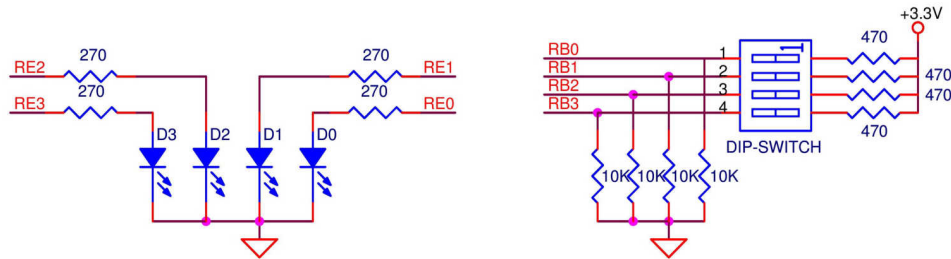 270 270
RE2 RE1
270 270
RE3 RE0
D3 D2 D1 D0
+3.3V
470
RB0 1
RB1 2 470
RB2 3 470
RB3 4
470
1
DIP-SWITCH
10K 10K 10K 10K